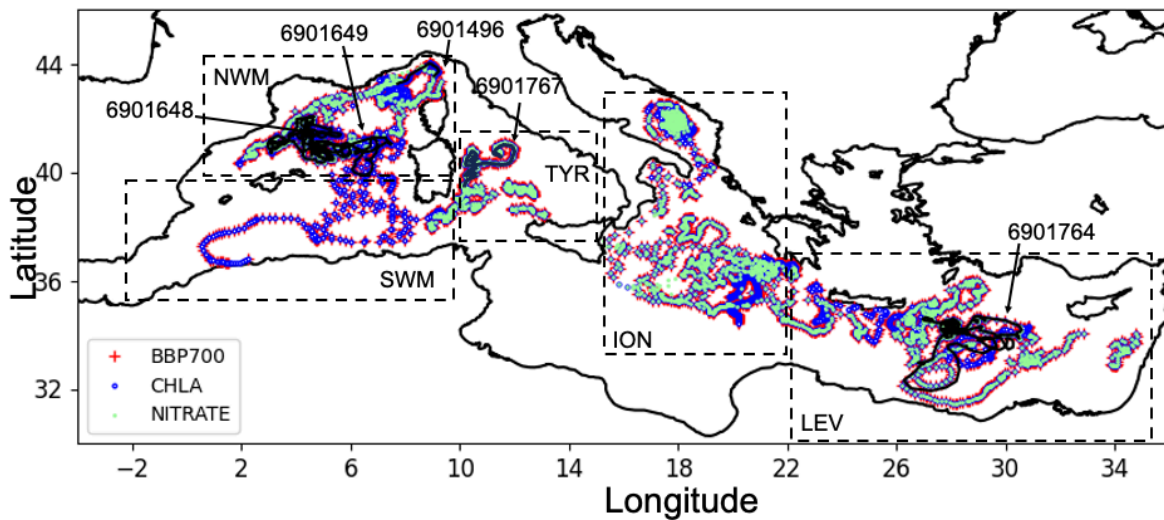 6901649
6901496
44
NWM
6901767
6901648
40
TYR
Latitude
6901764
36
SWM
ION
BBP700
CHLA
NITRATE
32
LEV
−2
2
6
10
14
18
22
26
30
34
Longitude